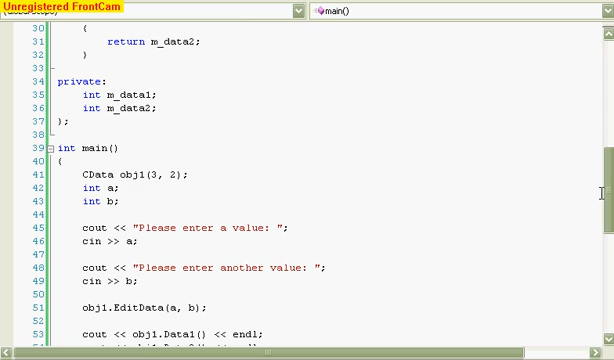 Unregistered FrontCam
main()
30 {
31 return m_data2;
32 }
33
34 private:
35 int m_data1;
36 int m_data2;
37 };
38
39 int main()
40 {
41 CData obj1(3, 2);
42 int a;
43 int b;
44
45 cout << "Please enter a value: ";
46 cin >> a;
47
48 cout << "Please enter another value: ";
49 cin >> b;
50
51 obj1.EditData(a, b);
52
53 cout << obj1.Data1() << endl;